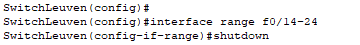 SwitchLeuven(config)#
SwitchLeuven(config)#interface range f0/14-24
SwitchLeuven(config-if-range)#shutdown